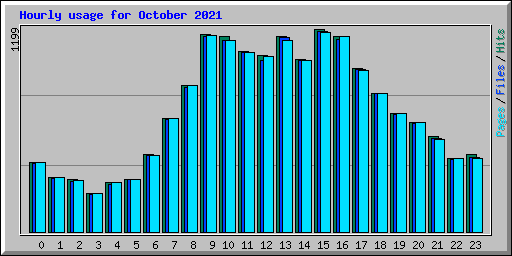 Hourly usage for October 2021
1199
Pages/Files/Hits
0 1 2 3 4 5 6 7 8 9 10 11 12 13 14 15 16 17 18 19 20 21 22 23